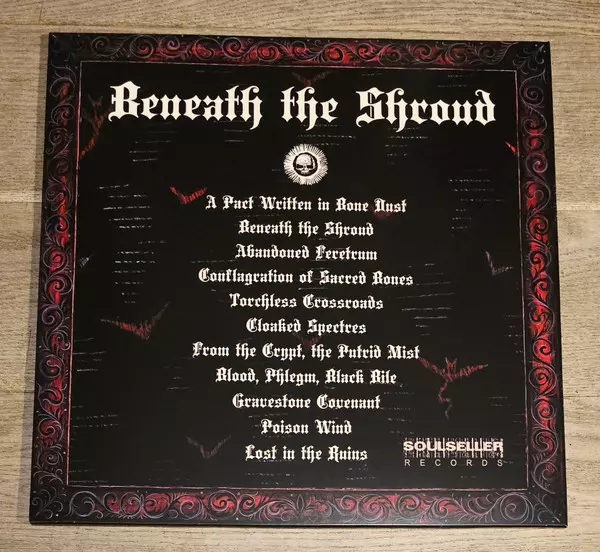 Beneath the Shroud
A Pact Written in Bone Dust
Beneath the Shroud
Abandoned Feretrum
Conflagration of Sacred Bones
Torchless Crossroads
Cloaked Spectres
From the Crypt, the Putrid Mist
Blood, Phlegm, Black Bile
Gravestone Covenant
Poison Wind
Lost in the Ruins
SOULSELLER
RECORDS